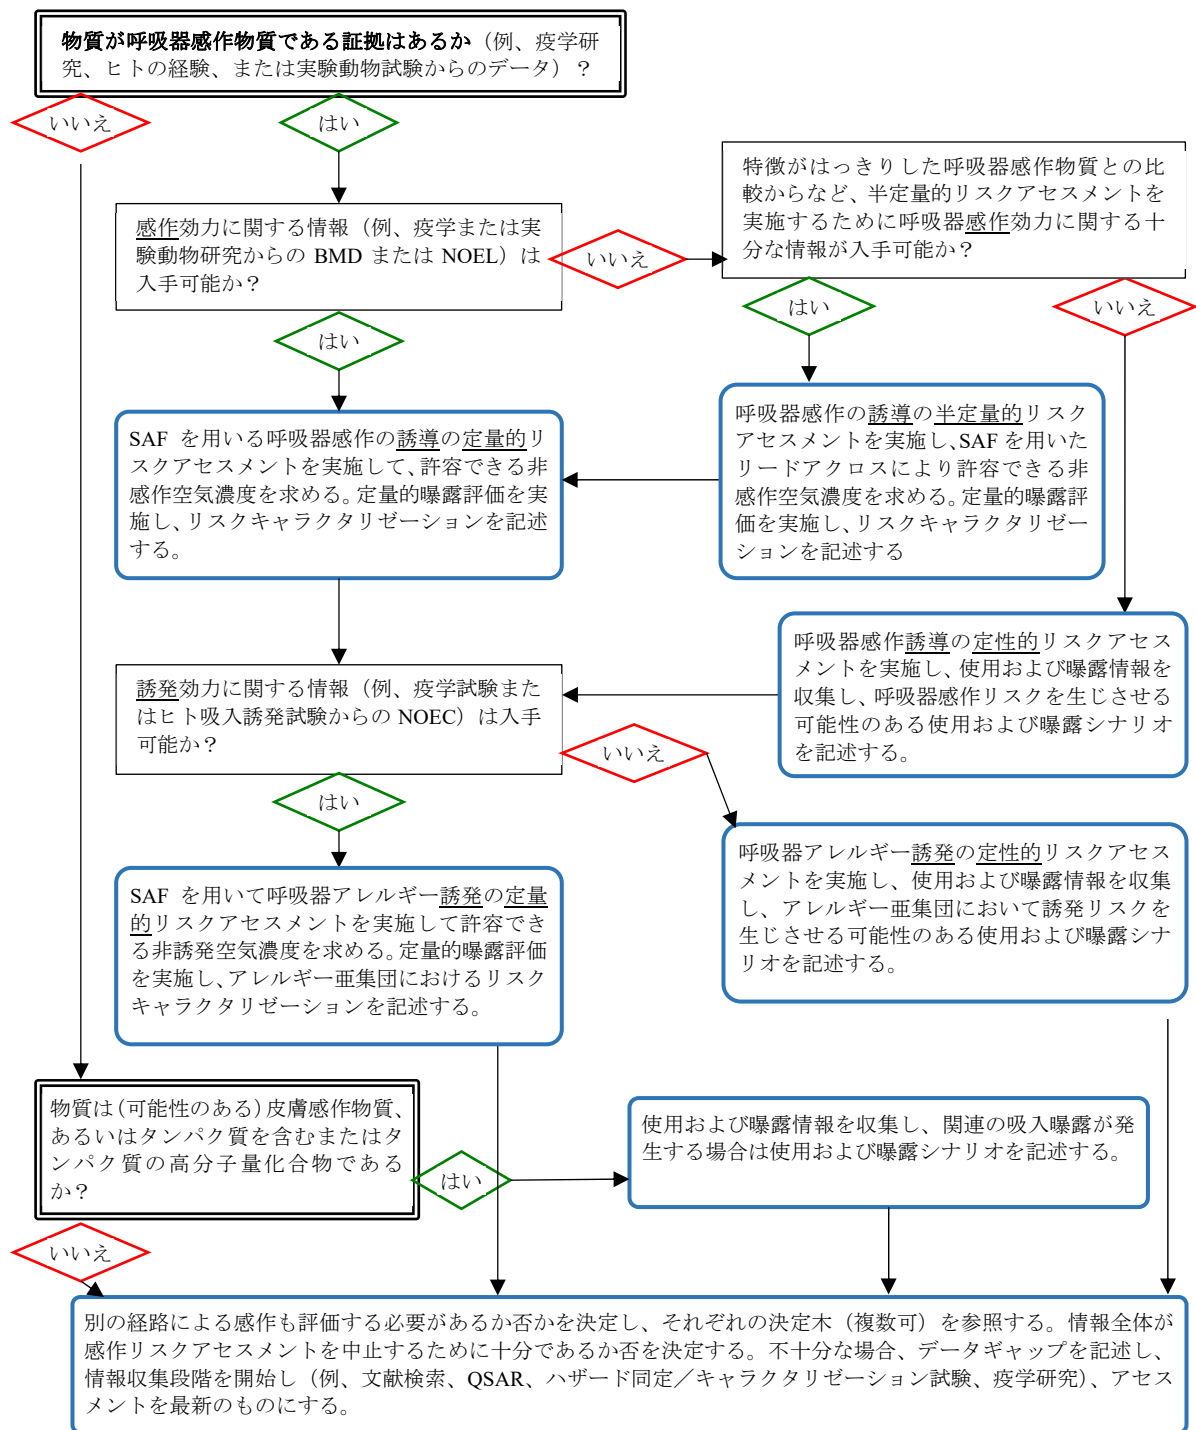 物質が呼吸器感作物質である証拠はあるか（例、疫学研
究、ヒトの経験、または実験動物試験からのデータ）？
いいえ
はい
感作効力に関する情報（例、疫学または実
験動物研究からの BMD または NOEL）は
入手可能か？
いいえ
特徴がはっきりした呼吸器感作物質との比
較からなど、半定量的リスクアセスメントを
実施するために呼吸器感作効力に関する十
分な情報が入手可能か？
はい
はい
いいえ
SAF を用いる呼吸器感作の誘導の定量的リ
スクアセスメントを実施して、許容できる非
感作空気濃度を求める。定量的曝露評価を実
施し、リスクキャラクタリゼーションを記述
する。
呼吸器感作の誘導の半定量的リスク
アセスメントを実施し、SAF を用いた
リードアクロスにより許容できる非
感作空気濃度を求める。定量的曝露評
価を実施し、リスクキャラクタリゼー
ションを記述する
呼吸器感作誘導の定性的リスクアセス
メントを実施し、使用および曝露情報を
収集し、呼吸器感作リスクを生じさせる
可能性のある使用および曝露シナリオ
を記述する。
誘発効力に関する情報（例、疫学試験また
はヒト吸入誘発試験からの NOEC）は入手
可能か？
いいえ
はい
呼吸器アレルギー誘発の定性的リスクアセス
メントを実施し、使用および曝露情報を収集
し、アレルギー亜集団において誘発リスクを
生じさせる可能性のある使用および曝露シナ
リオを記述する。
SAF を用いて呼吸器アレルギー誘発の定量
的リスクアセスメントを実施して許容でき
る非誘発空気濃度を求める。定量的曝露評価
を実施し、アレルギー亜集団におけるリスク
キャラクタリゼーションを記述する。
物質は（可能性のある）皮膚感作物質、
あるいはタンパク質を含むまたはタ
ンパク質の高分子量化合物である
か？
はい
使用および曝露情報を収集し、関連の吸入曝露が発
生する場合は使用および曝露シナリオを記述する。
いいえ
別の経路による感作も評価する必要があるか否かを決定し、それぞれの決定木（複数可）を参照する。情報全体が
感作リスクアセスメントを中止するために十分であるか否を決定する。不十分な場合、データギャップを記述し、
情報収集段階を開始し（例、文献検索、QSAR、ハザード同定／キャラクタリゼーション試験、疫学研究）、アセス
メントを最新のものにする。